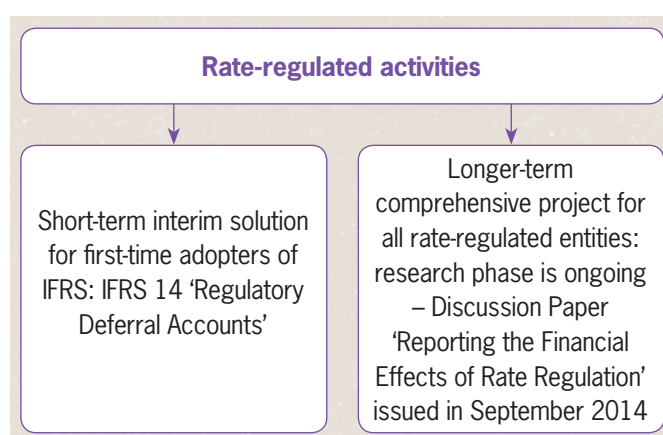 Rate-regulated activities
Short-term interim solution
for first-time adopters of
IFRS: IFRS 14 ‘Regulatory
Deferral Accounts’
Longer-term
comprehensive project for
all rate-regulated entities:
research phase is ongoing
– Discussion Paper
‘Reporting the Financial
Effects of Rate Regulation’
issued in September 2014